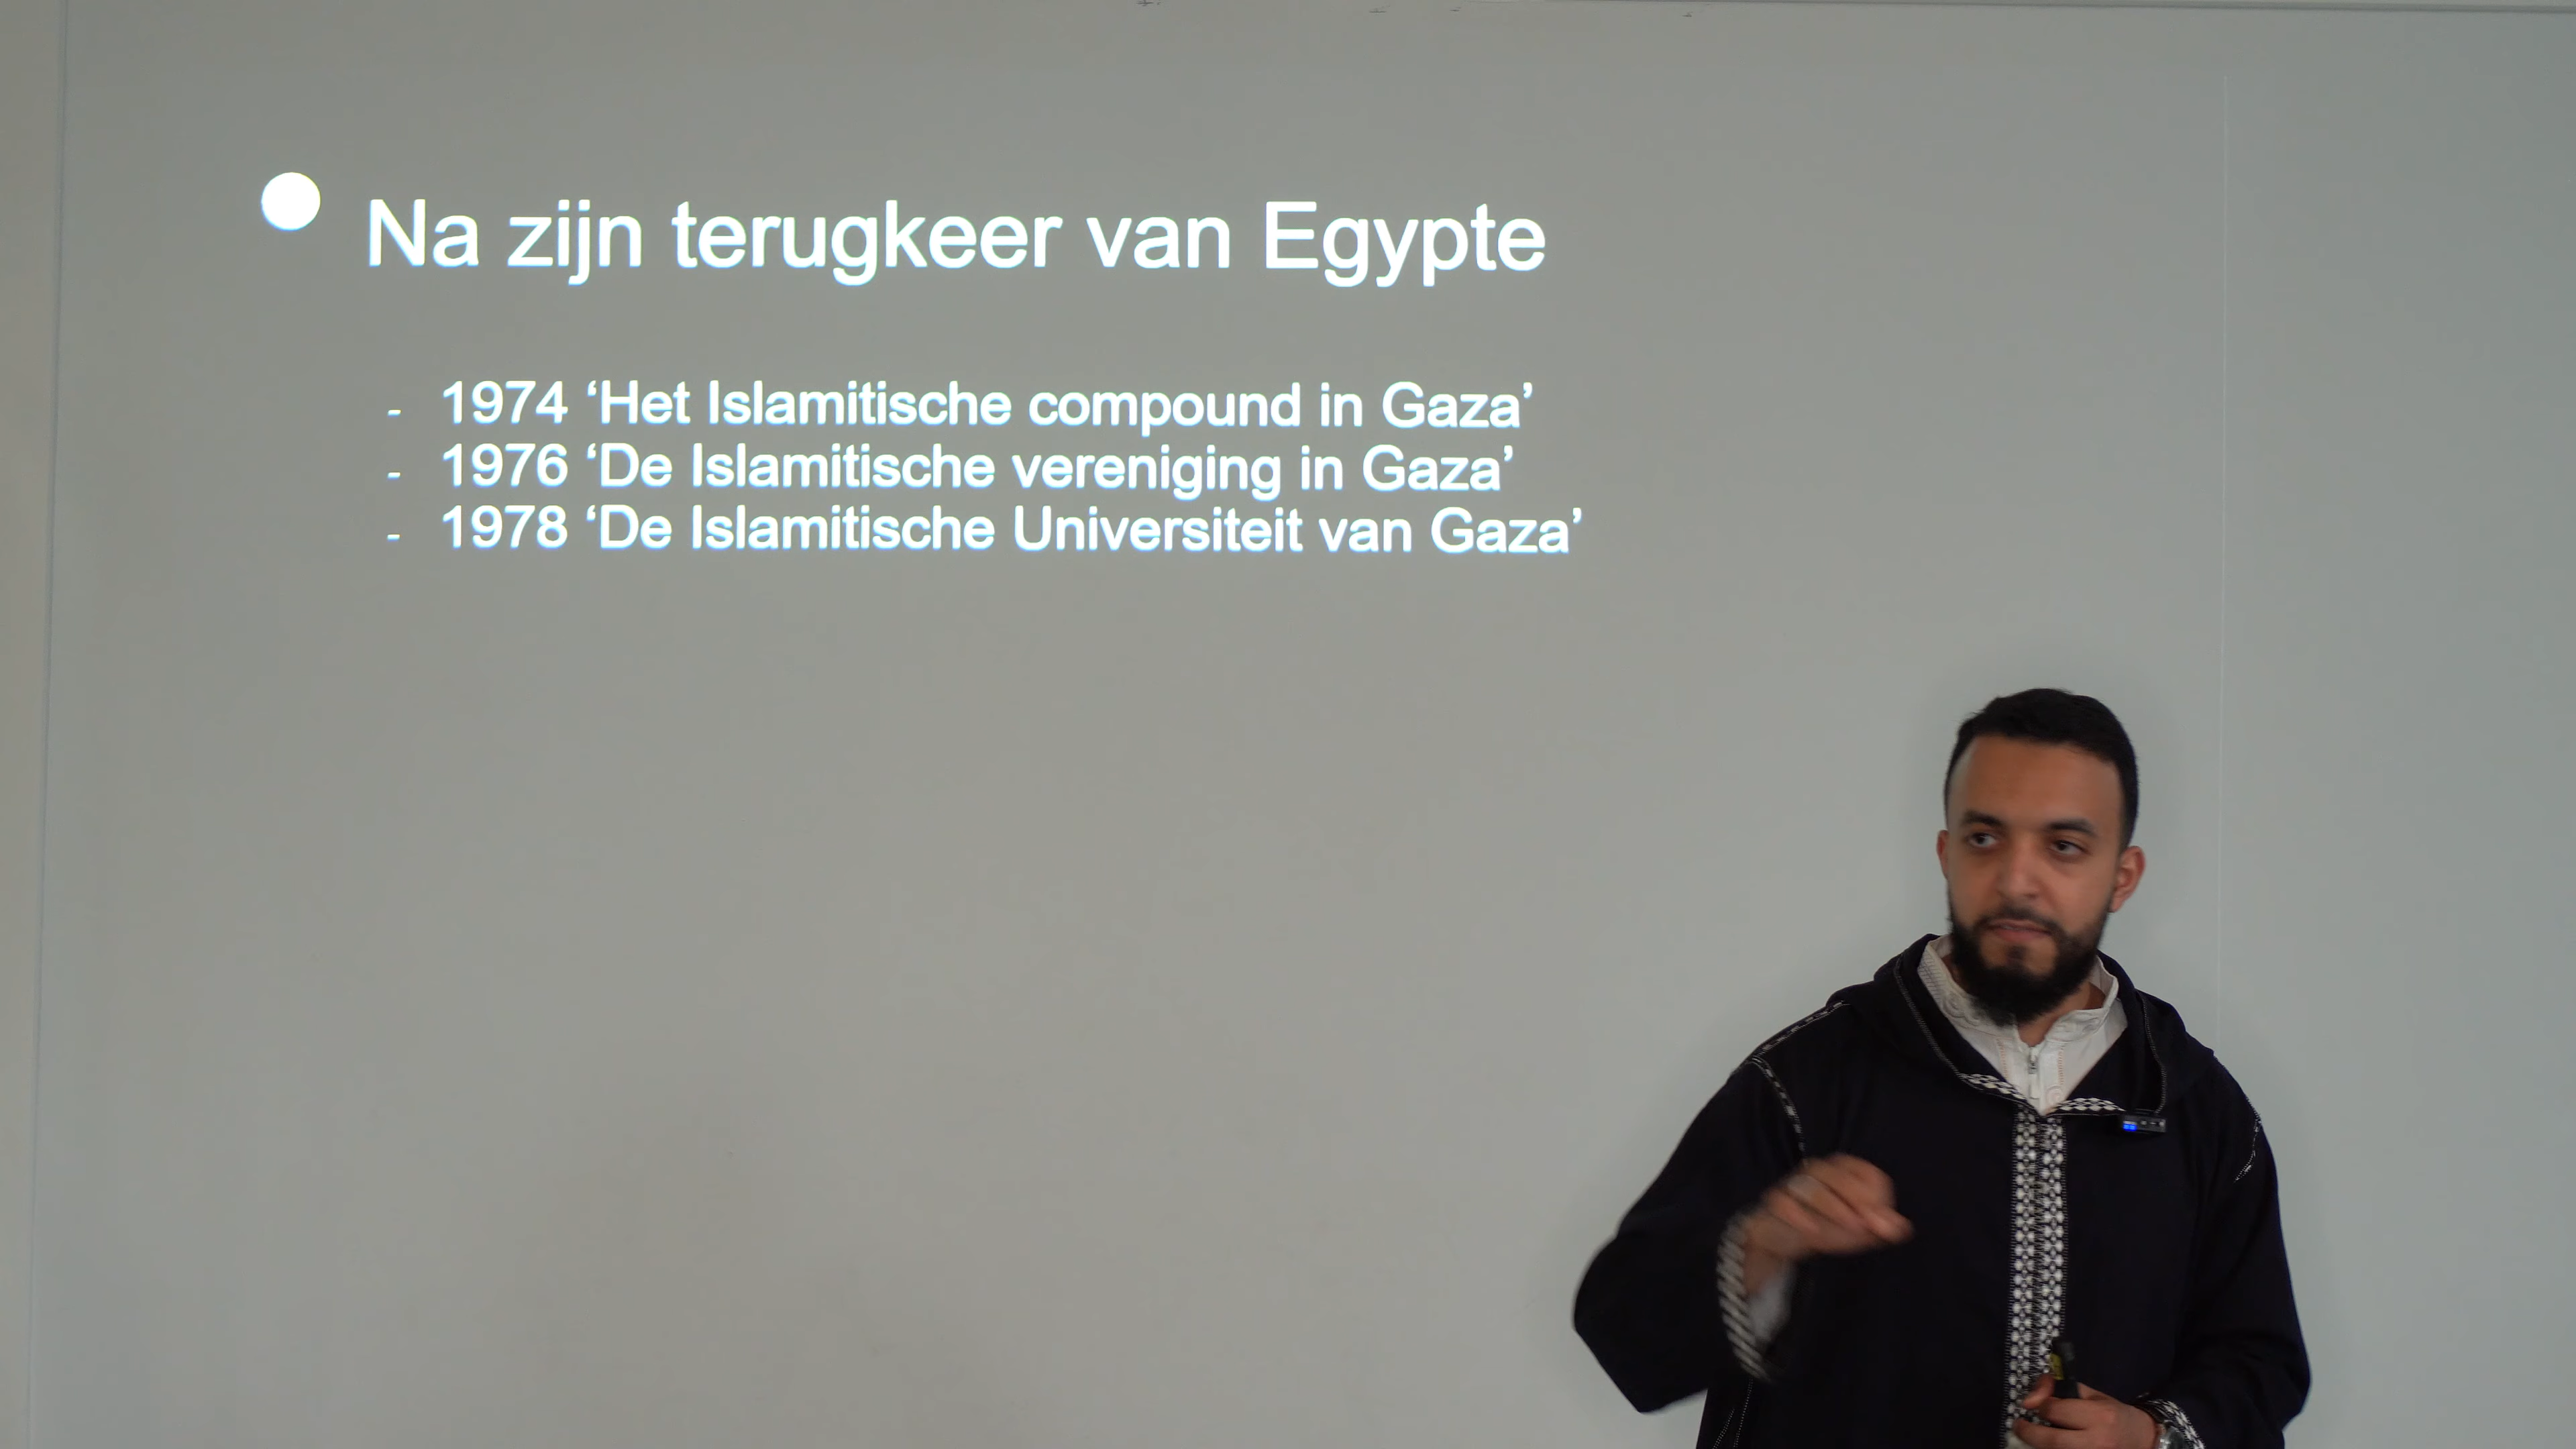 Na zijn terugkeer van Egypte
- 1974 ‘Het Islamitische compound in Gaza’
- 1976 ‘De Islamitische vereniging in Gaza’
- 1978 ‘De Islamitische Universiteit van Gaza’